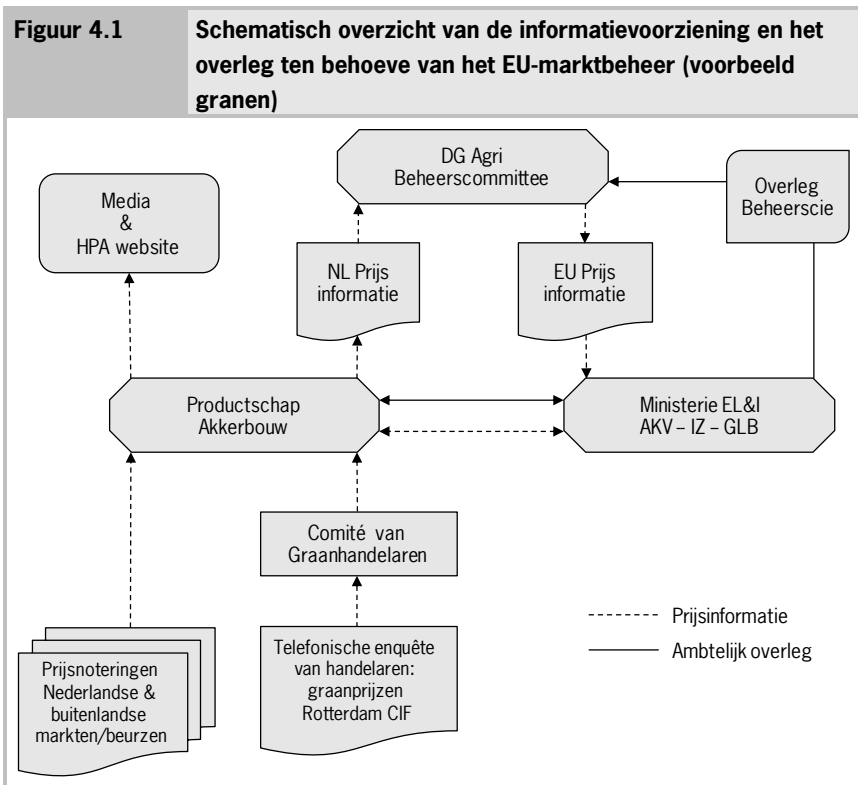 Figuur 4.1
Schematisch overzicht van de informatievoorziening en het
overleg ten behoeve van het EU-marktbeheer (voorbeeld
granen)
DG Agri
Beheerscommittee
Overleg
Beheerscie
Media
&
HPA website
NL Prijs
informatie
EU Prijs
informatie
Productschap
Akkerbouw
Ministerie EL&I
AKV – IZ – GLB
Comité van
Graanhandelaren
Prijsnoteringen
Nederlandse &
buitenlandse
markten/beurzen
Telefonische enquête
van handelaren:
graanprijzen
Rotterdam CIF
Prijsinformatie
Ambtelijk overleg